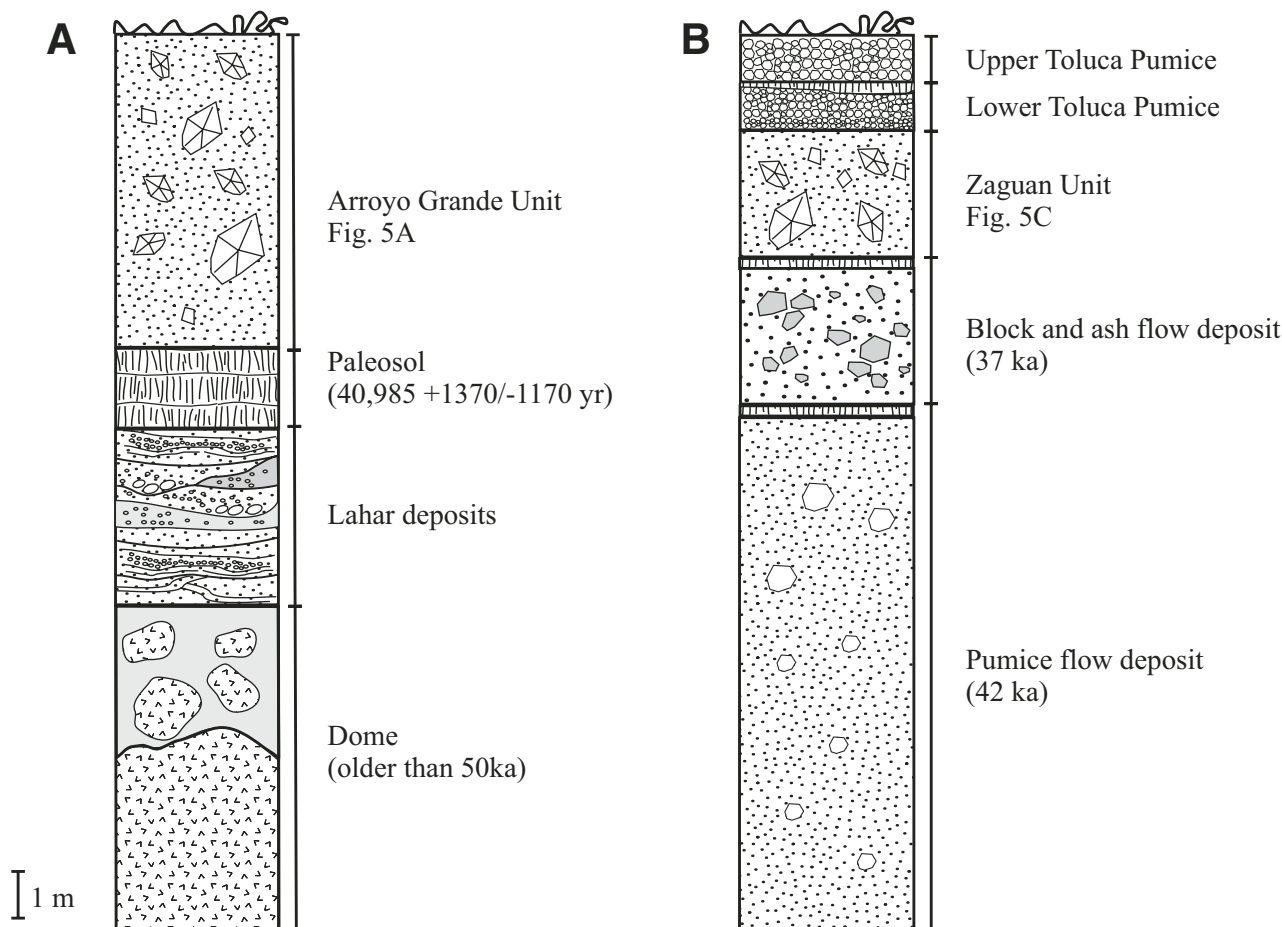 A
Arroyo Grande Unit
Fig. 5A
Paleosol
(40,985 +1370/-1170 yr)
Lahar deposits
Dome
(older than 50ka)
1 m
B
Upper Toluca Pumice
Lower Toluca Pumice
Zaguan Unit
Fig. 5C
Block and ash flow deposit
(37 ka)
Pumice flow deposit
(42 ka)